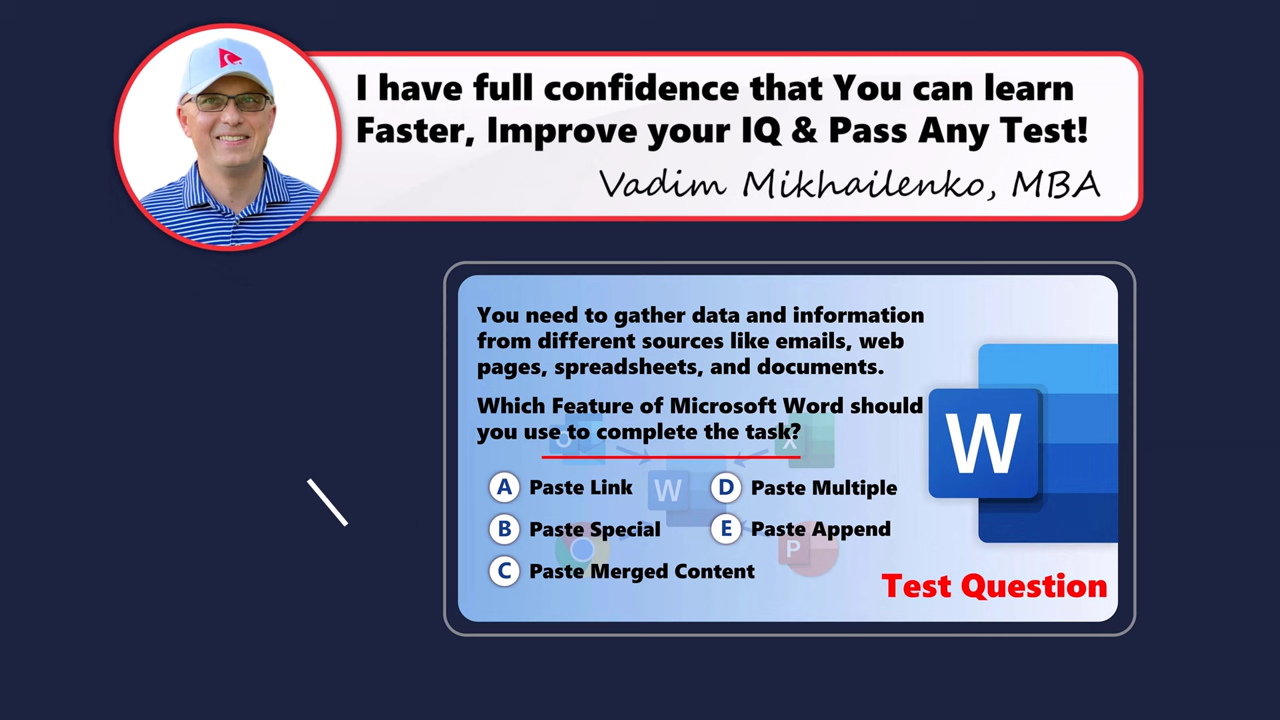 I have full confidence that You can learn
Faster, Improve your IQ & Pass Any Test!
Vadim Mikhailenko, MBA
You need to gather data and information
from different sources like emails, web
pages, spreadsheets, and documents.
Which Feature of Microsoft Word should
you use to complete the task?
A Paste Link
D Paste Multiple
B Paste Special
E Paste Append
C Paste Merged Content
W
W
P
Test Question